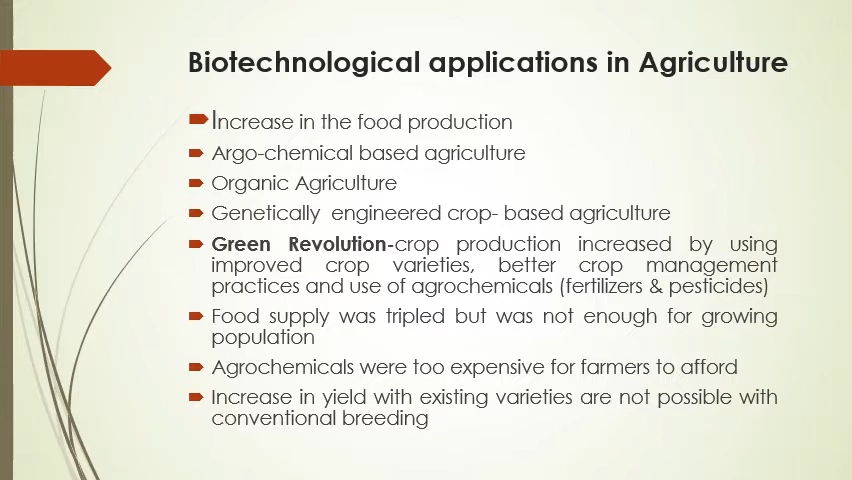 Biotechnological applications in Agriculture
Increase in the food production
Argo-chemical based agriculture
Organic Agriculture
Genetically engineered crop- based agriculture
Green Revolution-crop production increased by using
improved crop varieties, better crop management
practices and use of agrochemicals (fertilizers & pesticides)
Food supply was tripled but was not enough for growing
population
Agrochemicals were too expensive for farmers to afford
Increase in yield with existing varieties are not possible with
conventional breeding